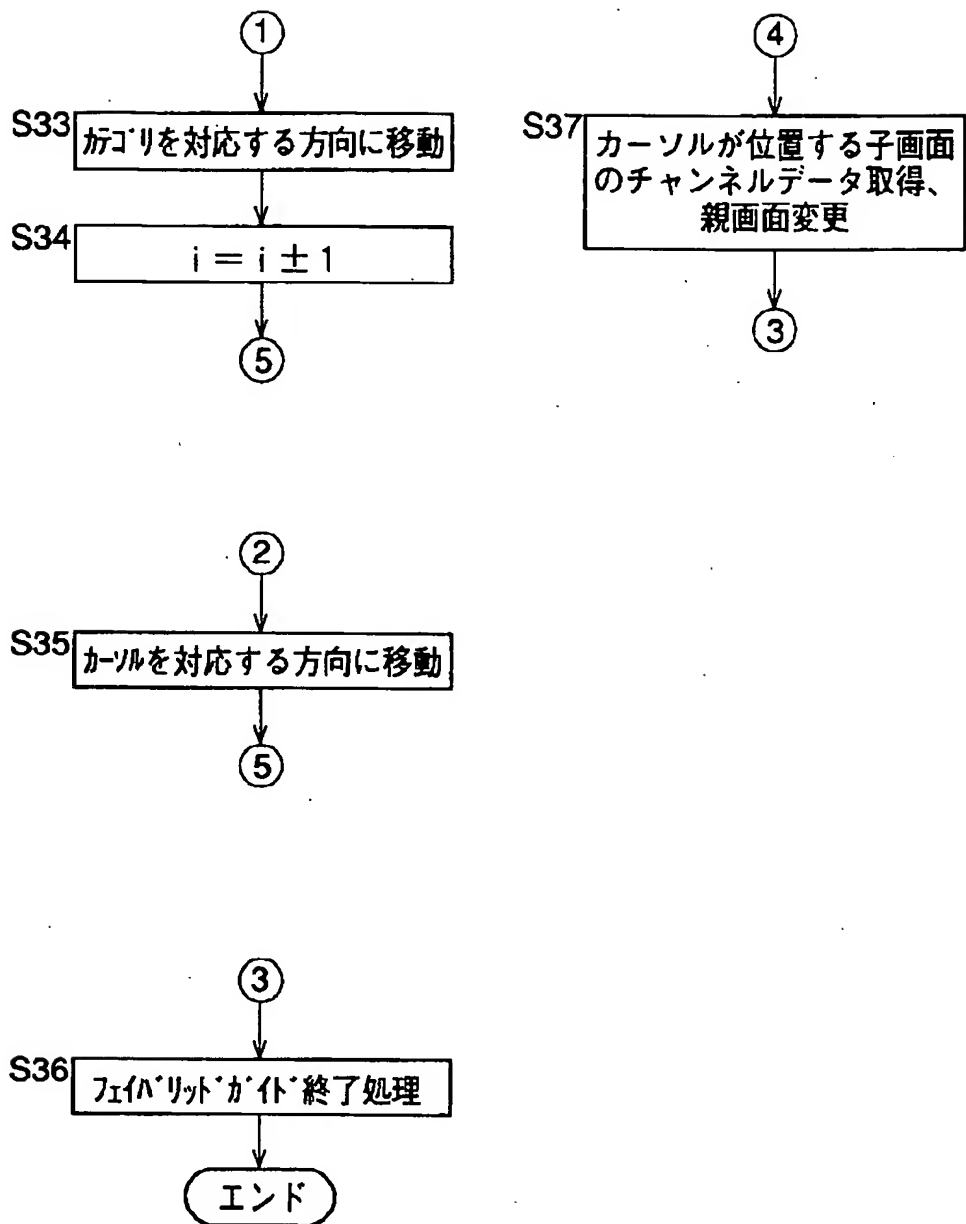 ①
S33
ｶﾃｺﾞﾘを対応する方向に移動
S34
i = i ± 1
⑤
④
S37
カーソルが位置する子画面
のチャンネルデータ取得、
親画面変更
③
②
S35
ｶｰｿﾙを対応する方向に移動
⑤
③
S36
ﾌｪｲﾊﾞﾘｯﾄﾞｶﾞｲﾄﾞ終了処理
エンド